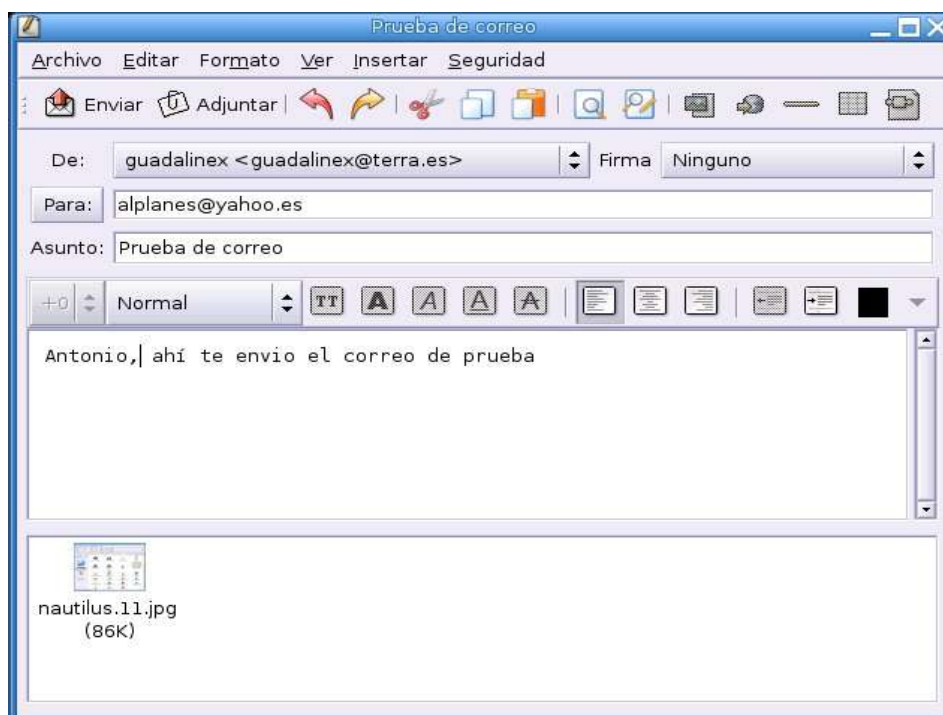 Prueba de correo
Archivo Editar Formato Ver Insertar Seguridad
Enviar Adjuntar
De: guadalinex <guadalinex@terra.es> Firma Ninguno
Para: alplanes@yahoo.es
Asunto: Prueba de correo
+0 Normal TT A A A A
Antonio, ahí te envio el correo de prueba
nautilus.11.jpg
(86K)